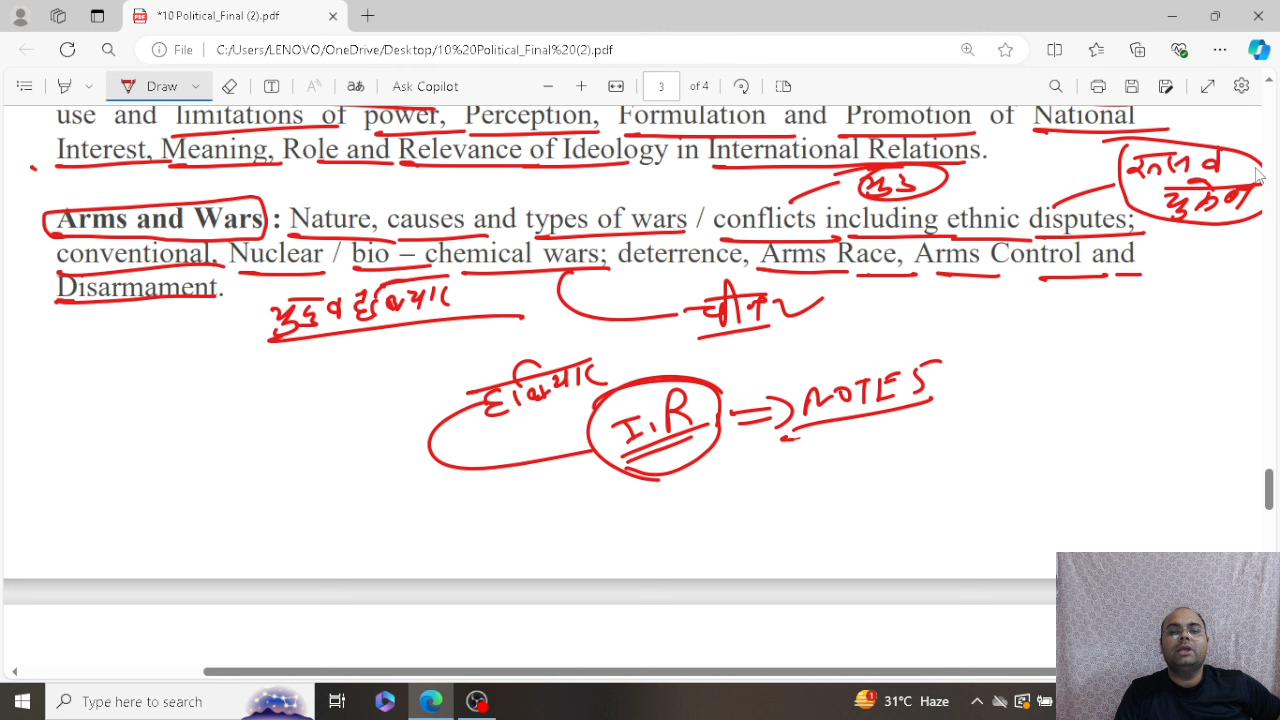 *10 Political_Final (2).pdf
File C:/Users/LENOVO/OneDrive/Desktop/10%20Political_Final%20(2).pdf
Draw Ask Copilot 3 of 4
use and limitations of power, Perception, Formulation and Promotion of National
Interest, Meaning, Role and Relevance of Ideology in International Relations.
Arms and Wars : Nature, causes and types of wars / conflicts including ethnic disputes;
conventional, Nuclear / bio – chemical wars; deterrence, Arms Race, Arms Control and
Disarmament.
युद्ध व हथियार
हथियार
I.R => NOTES
Type here to search
1 31°C Haze